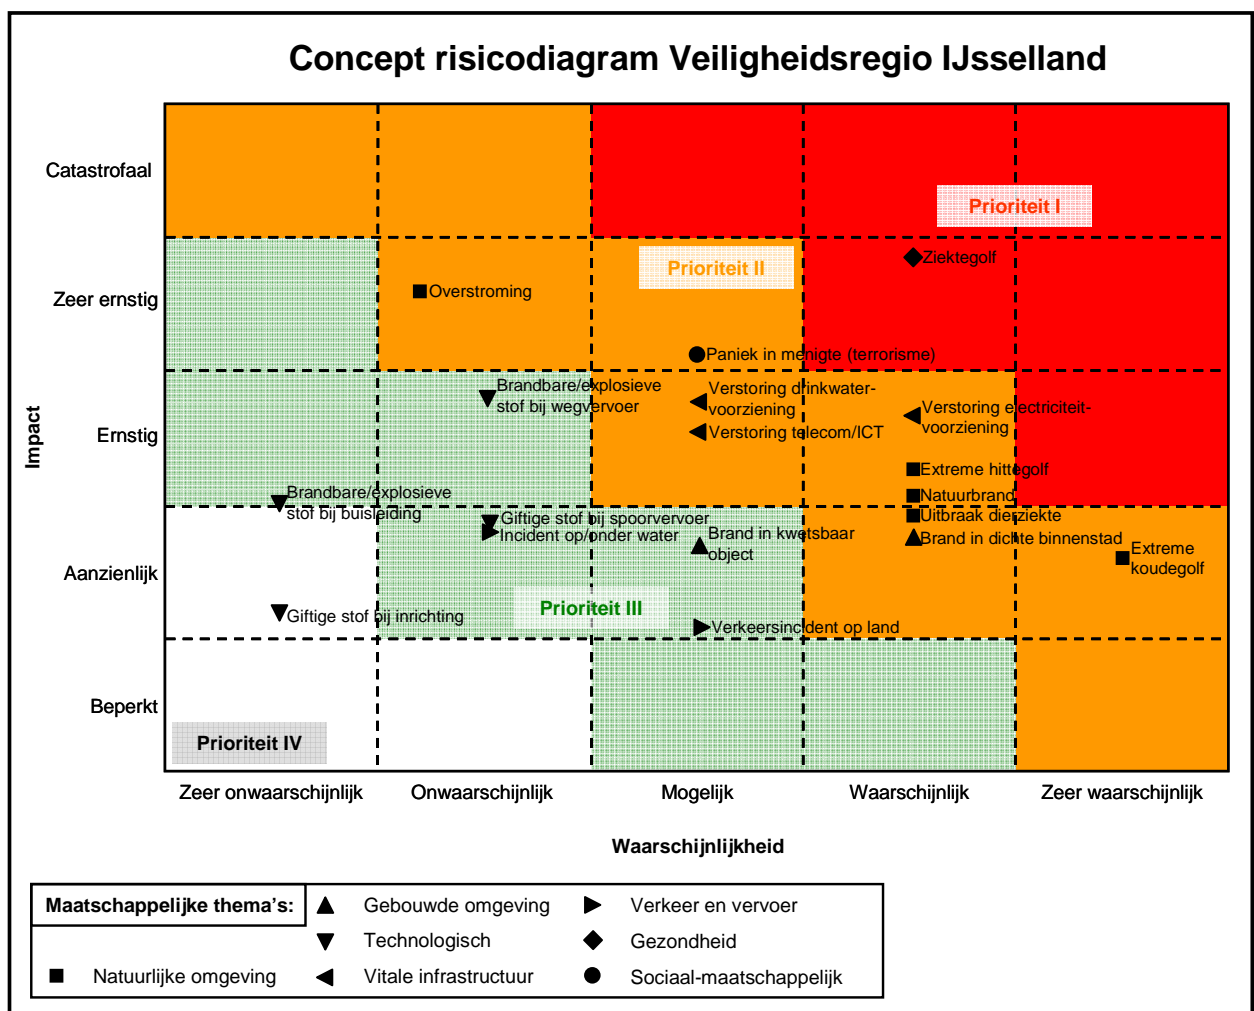 Concept risicodiagram Veiligheidsregio IJsselland
Catastrofaal
Prioriteit I
Prioriteit II
Ziektegolf
Zeer ernstig
Overstroming
Paniek in menigte (terrorisme)
Brandbare/explosieve
stof bij wegvervoer
Verstoring drinkwater-
voorziening
Verstoring electriciteit-
voorziening
Verstoring telecom/ICT
Impact
Ernstig
Extreme hittegolf
Brandbare/explosieve
stof bij buisleiding
Natuurbrand
Giftige stof bij spoorvervoer
Uitbraak dierziekte
Incident op/onder water
Brand in kwetsbaar
object
Brand in dichte binnenstad
Extreme
koudegolf
Aanzienlijk
Prioriteit III
Giftige stof bij inrichting
Verkeersincident op land
Beperkt
Prioriteit IV
Zeer onwaarschijnlijk
Onwaarschijnlijk
Mogelijk
Waarschijnlijk
Zeer waarschijnlijk
Waarschijnlijkheid
Maatschappelijke thema's:
Gebouwde omgeving
Verkeer en vervoer
Technologisch
Gezondheid
Natuurlijke omgeving
Vitale infrastructuur
Sociaal-maatschappelijk